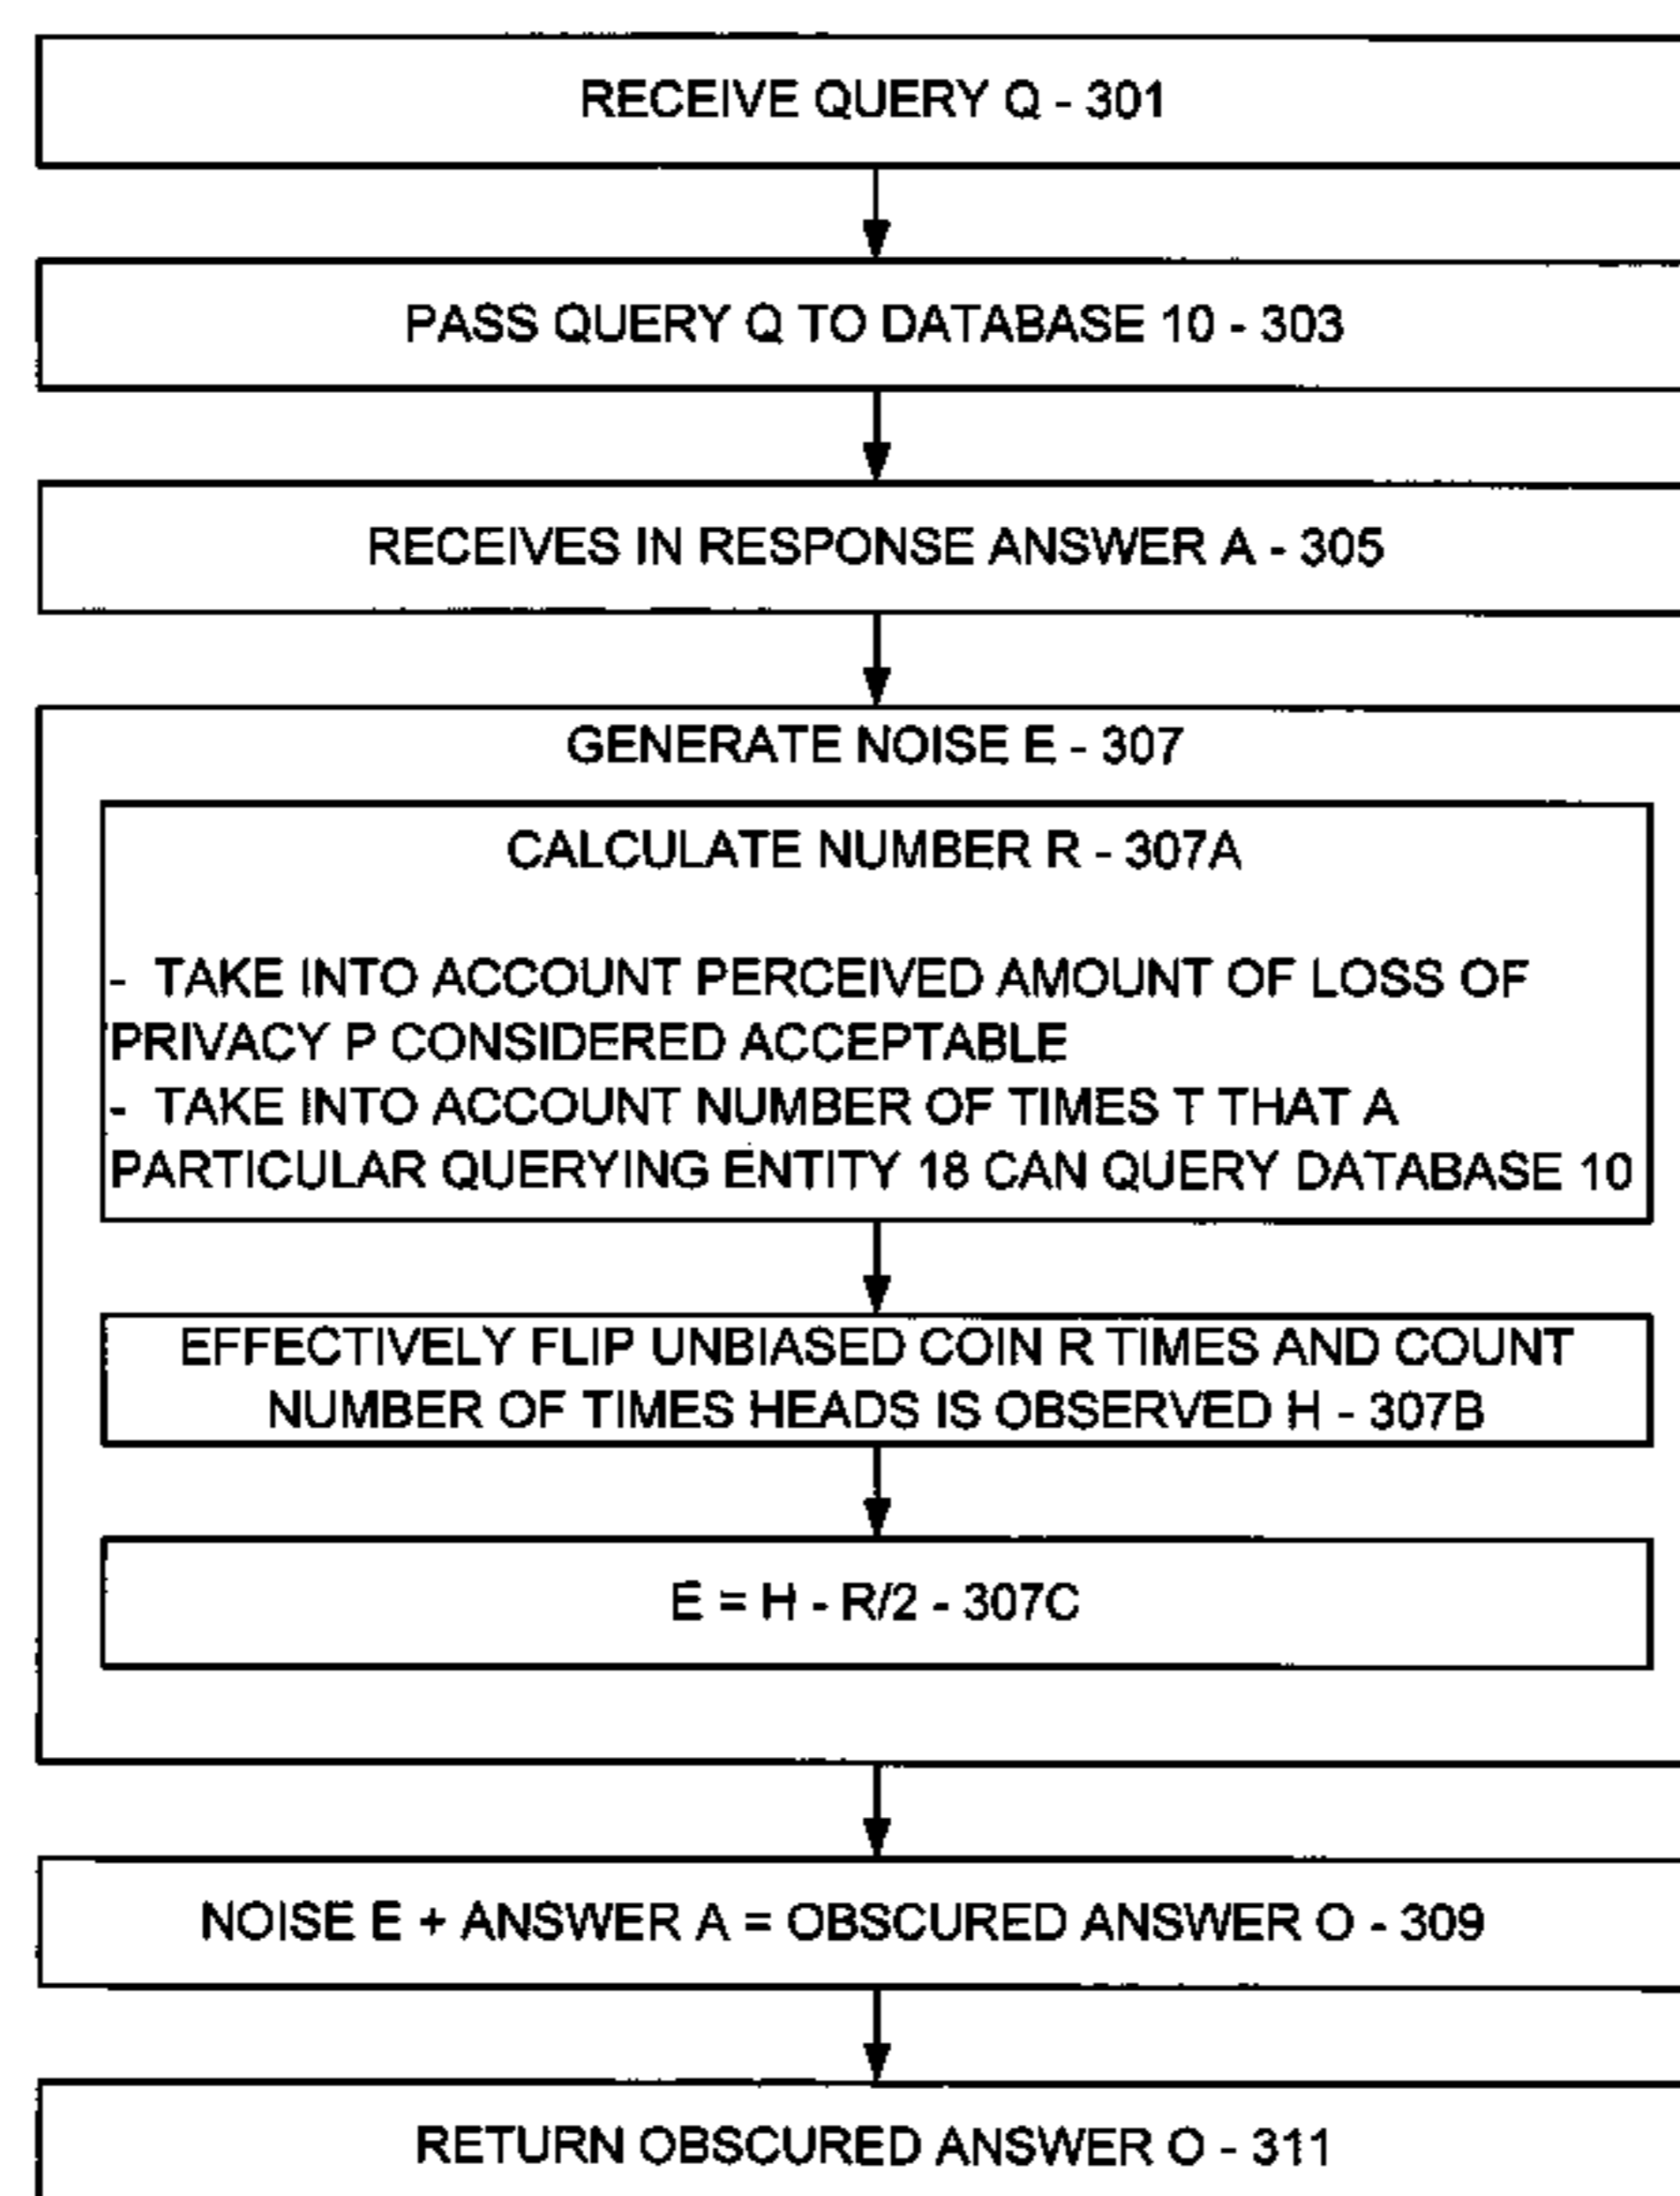 RECEIVE QUERY Q - 301
PASS QUERY Q TO DATABASE 10 - 303
RECEIVES IN RESPONSE ANSWER A - 305
GENERATE NOISE E - 307
CALCULATE NUMBER R - 307A
- TAKE INTO ACCOUNT PERCEIVED AMOUNT OF LOSS OF
PRIVACY P CONSIDERED ACCEPTABLE
- TAKE INTO ACCOUNT NUMBER OF TIMES T THAT A
PARTICULAR QUERYING ENTITY 18 CAN QUERY DATABASE 10
EFFECTIVELY FLIP UNBIASED COIN R TIMES AND COUNT
NUMBER OF TIMES HEADS IS OBSERVED H - 307B
E = H - R/2 - 307C
NOISE E + ANSWER A = OBSCURED ANSWER O - 309
RETURN OBSCURED ANSWER O - 311